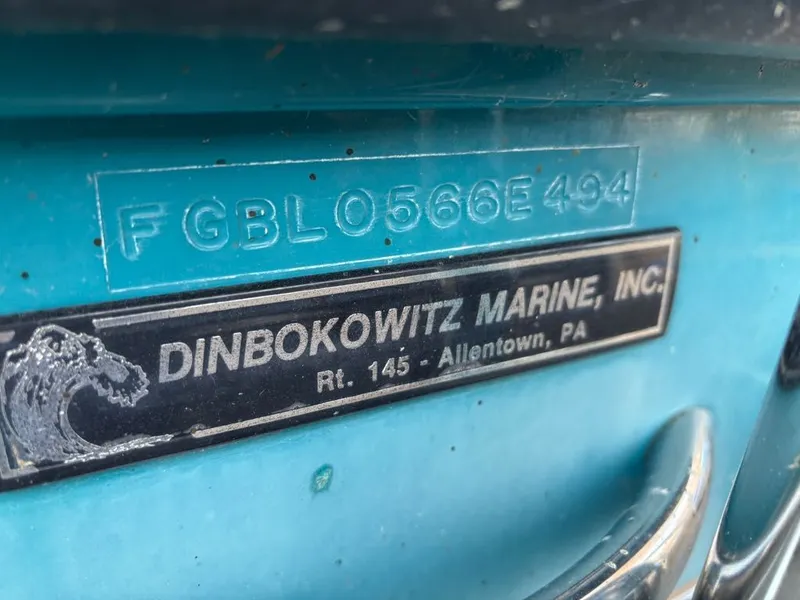 FGBL0566E494
DINBOKOWITZ MARINE, INC.
Rt. 145 - Allentown, PA